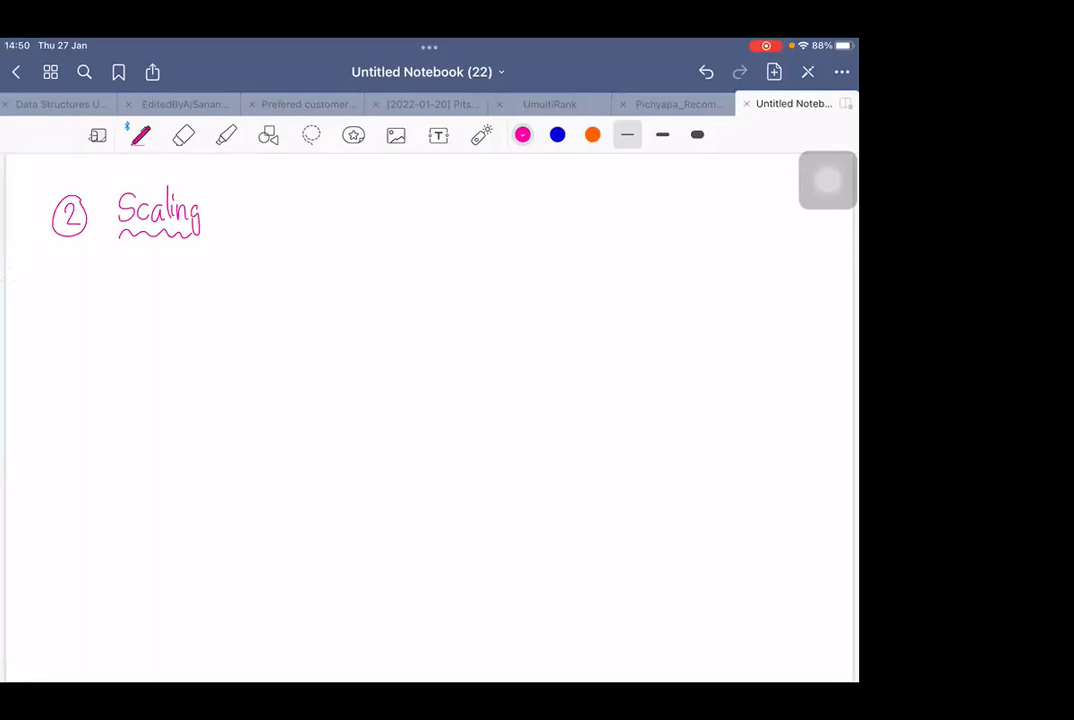 14:50 Thu 27 Jan 88%
Untitled Notebook (22)
Data Structures U... EditedByAjSanan... Prefered customer... [2022-01-20] Pits... UmultiRank Pichyapa_Recom... Untitled Noteb...
T
② Scaling